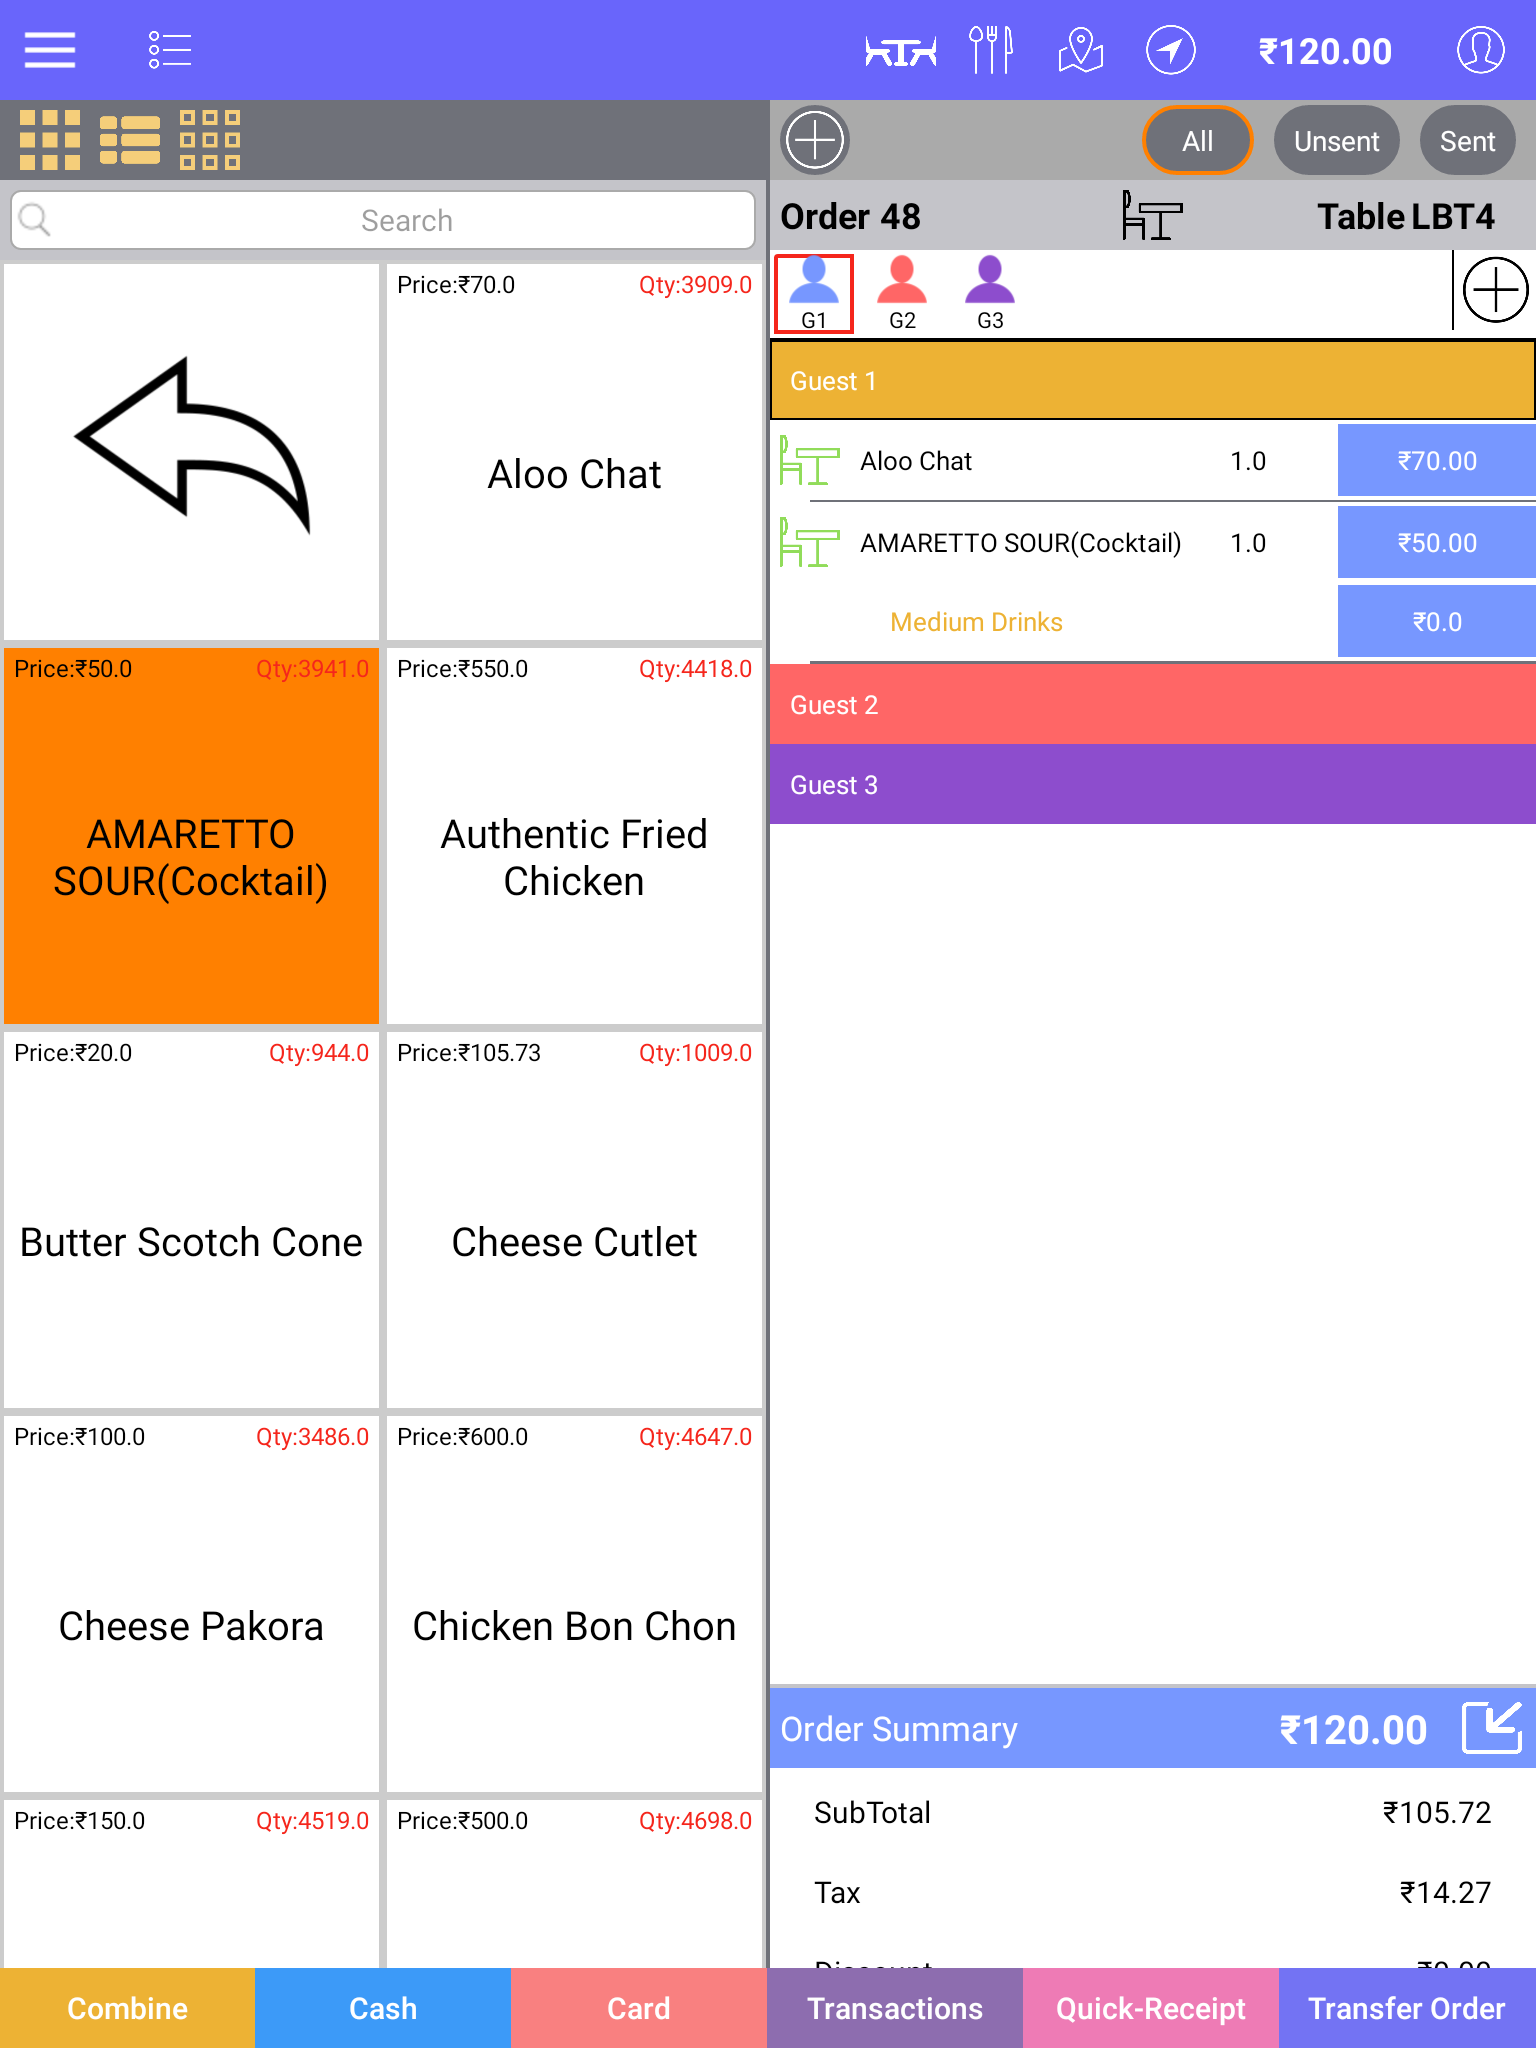 ₹120.00
All
Unsent
Sent
Search
Order 48
Table LBT4
G1
G2
G3
Price:₹70.0
Qty:3909.0
Aloo Chat
Guest 1
Aloo Chat
1.0
₹70.00
AMARETTO SOUR(Cocktail)
1.0
₹50.00
Medium Drinks
₹0.0
Guest 2
Guest 3
Price:₹50.0
Qty:3941.0
AMARETTO
SOUR(Cocktail)
Price:₹550.0
Qty:4418.0
Authentic Fried
Chicken
Price:₹20.0
Qty:944.0
Butter Scotch Cone
Price:₹105.73
Qty:1009.0
Cheese Cutlet
Price:₹100.0
Qty:3486.0
Cheese Pakora
Price:₹600.0
Qty:4647.0
Chicken Bon Chon
Price:₹150.0
Qty:4519.0
Price:₹500.0
Qty:4698.0
Order Summary
₹120.00
SubTotal
₹105.72
Tax
₹14.27
Combine
Cash
Card
Transactions
Quick-Receipt
Transfer Order